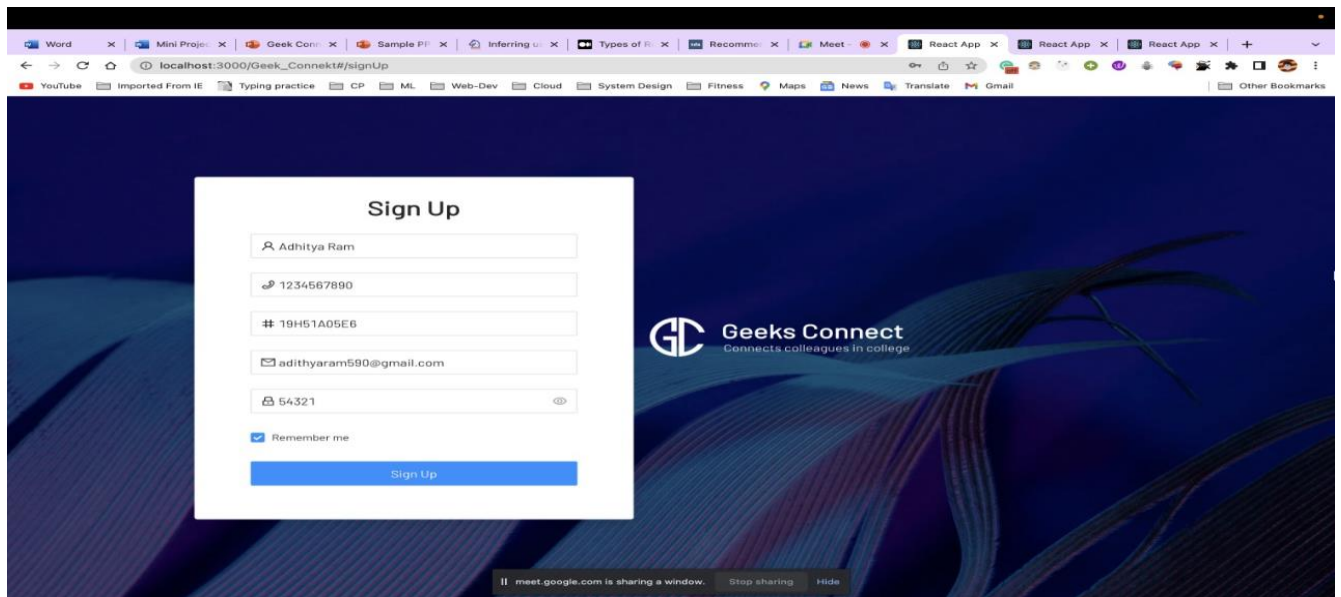 Word
Mini Projec
Geek Conn
Sample PP
Inferring u
Types of R
Recommer
Meet -
React App
React App
React App
localhost:3000/Geek_Connekt#/signUp
YouTube Imported From IE Typing practice CP ML Web-Dev Cloud System Design Fitness Maps News Translate Gmail Other Bookmarks
Sign Up
Adhitya Ram
1234567890
# 19H51A05E6
adithyaram590@gmail.com
54321
Remember me
Sign Up
GC Geeks Connect
Connects colleagues in college
meet.google.com is sharing a window. Stop sharing Hide